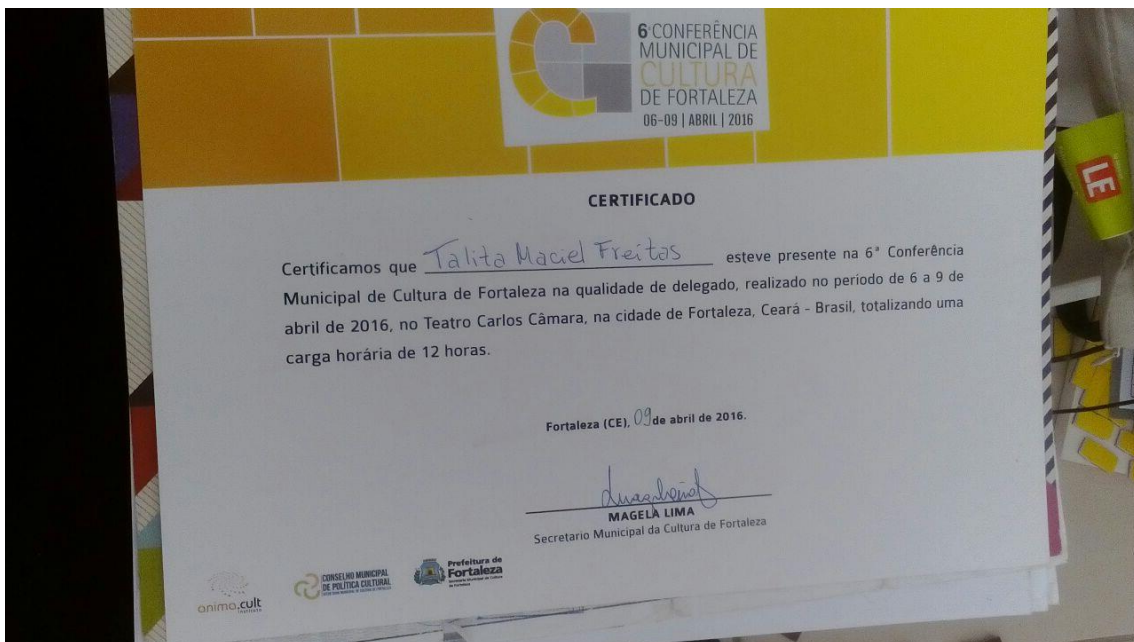 6ª CONFERÊNCIA
MUNICIPAL DE
CULTURA
DE FORTALEZA
06-09 | ABRIL | 2016
CERTIFICADO
Certificamos que Talita Maciel Freitas esteve presente na 6ª Conferência
Municipal de Cultura de Fortaleza na qualidade de delegado, realizado no período de 6 a 9 de
abril de 2016, no Teatro Carlos Câmara, na cidade de Fortaleza, Ceará - Brasil, totalizando uma
carga horária de 12 horas.
Fortaleza (CE), 09 de abril de 2016.
MAGELA LIMA
Secretario Municipal da Cultura de Fortaleza
anima.cult
instituto
CONSELHO MUNICIPAL
DE POLÍTICA CULTURAL
Prefeitura de
Fortaleza
LE